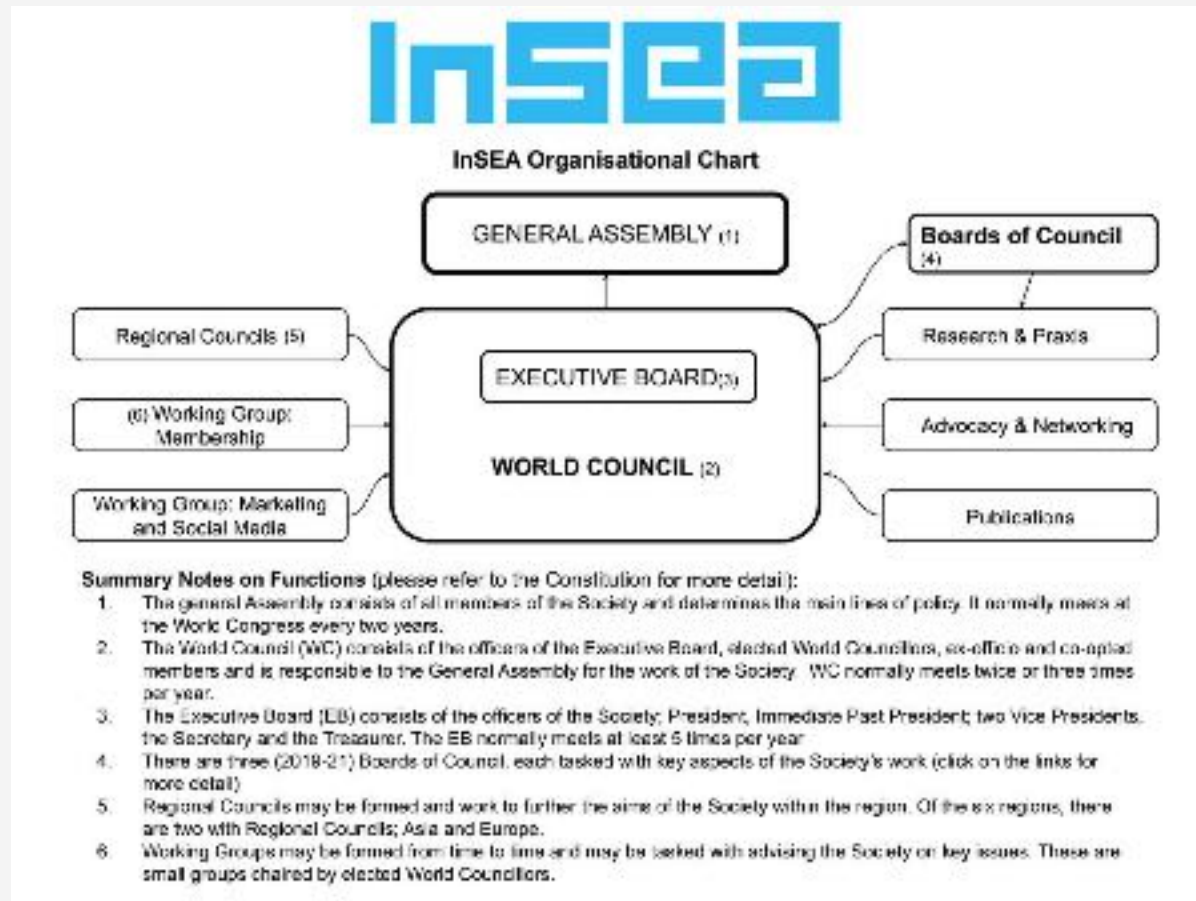 InSEA
InSEA Organisational Chart
GENERAL ASSEMBLY (1)
Boards of Council
(4)
Regional Councils (5)
Research & Praxis
EXECUTIVE BOARD(3)
(6) Working Group:
Membership
Advocacy & Networking
WORLD COUNCIL (2)
Working Group: Marketing
and Social Media
Publications
Summary Notes on Functions (please refer to the Constitution for more detail):
1. The general Assembly consists of all members of the Society and determines the main lines of policy. It normally meets at
the World Congress every two years.
2. The World Council (WC) consists of the officers of the Executive Board, elected World Councillors, ex-officio and co-opted
members and is responsible to the General Assembly for the work of the Society. WC normally meets twice or three times
per year.
3. The Executive Board (EB) consists of the officers of the Society; President, Immediate Past President; two Vice Presidents,
the Secretary and the Treasurer. The EB normally meets at least 5 times per year
4. There are three (2019-21) Boards of Council, each tasked with key aspects of the Society's work (click on the links for
more detail)
5. Regional Councils may be formed and work to further the aims of the Society within the region. Of the six regions, there
are two with Regional Councils; Asia and Europe.
6. Working Groups may be formed from time to time and may be tasked with advising the Society on key issues. These are
small groups chaired by elected World Councillors.